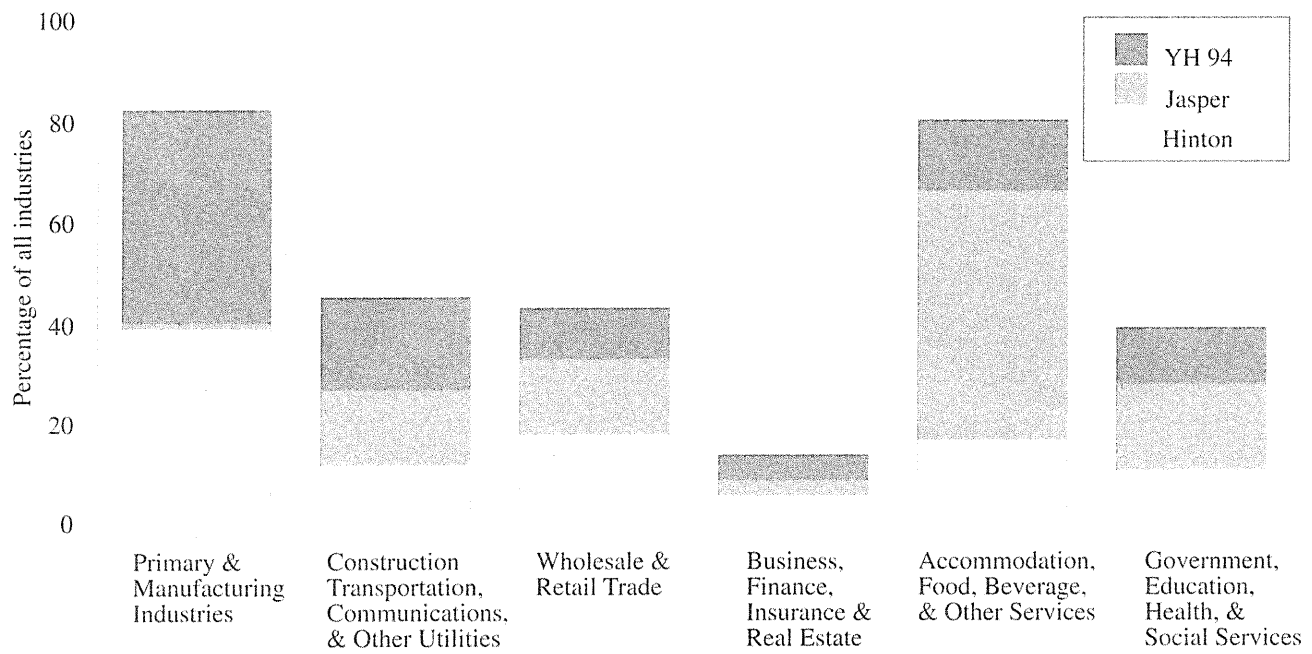 100
80
60
40
20
0
Percentage of all industries
YH 94
Jasper
Hinton
Primary &
Manufacturing
Industries
Construction
Transportation,
Communications,
& Other Utilities
Wholesale &
Retail Trade
Business,
Finance,
Insurance &
Real Estate
Accommodation,
Food, Beverage,
& Other Services
Government,
Education,
Health, &
Social Services